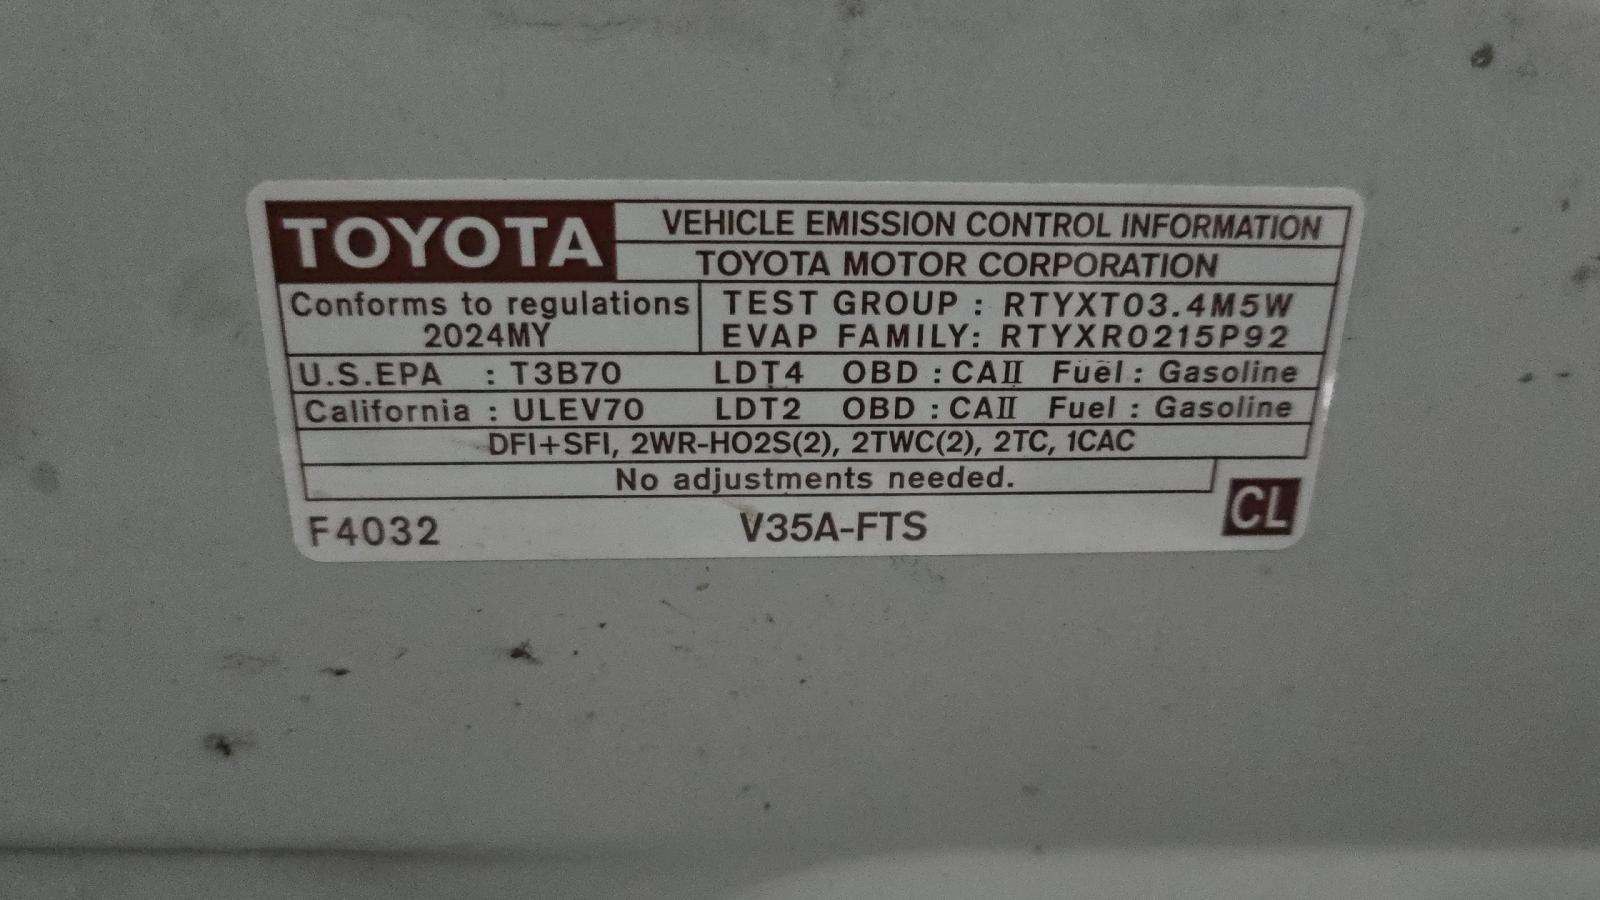 TOYOTA
VEHICLE EMISSION CONTROL INFORMATION
TOYOTA MOTOR CORPORATION
Conforms to regulations
2024MY
TEST GROUP : RTYXT03.4M5W
EVAP FAMILY: RTYXR0215P92
U.S.EPA : T3B70 LDT4 OBD : CAⅡ Fuel : Gasoline
California : ULEV70 LDT2 OBD : CAⅡ Fuel : Gasoline
DFI+SFI, 2WR-HO2S(2), 2TWC(2), 2TC, 1CAC
No adjustments needed.
F4032 V35A-FTS CL